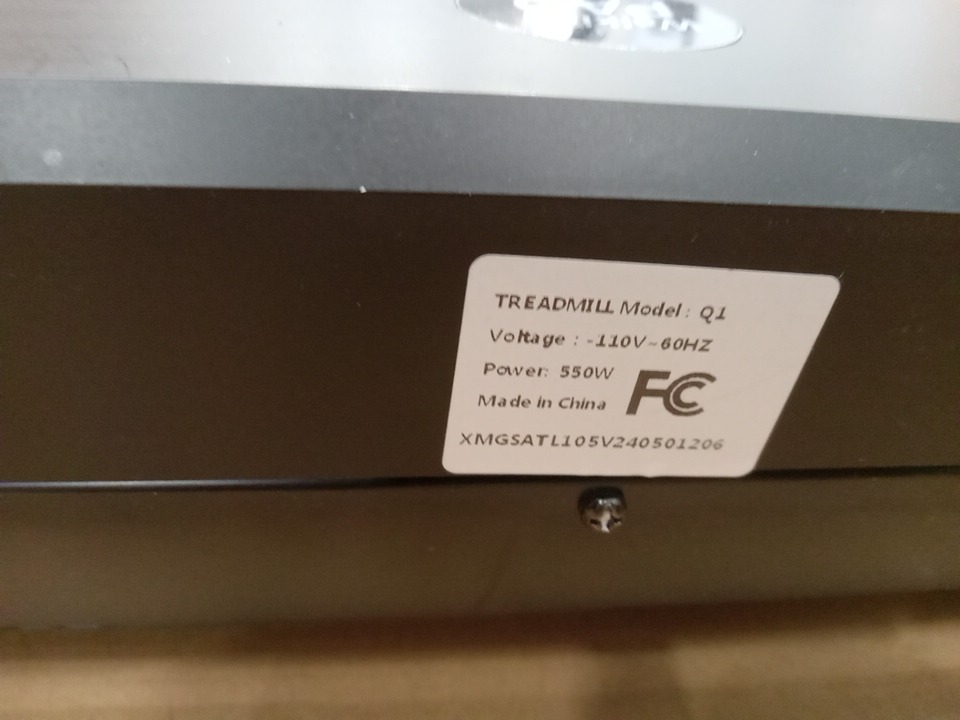 TREADMILL Model: Q1
Voltage : -110V~60HZ
Power: 550W
Made in China
FC
XMGSATL105V240501206